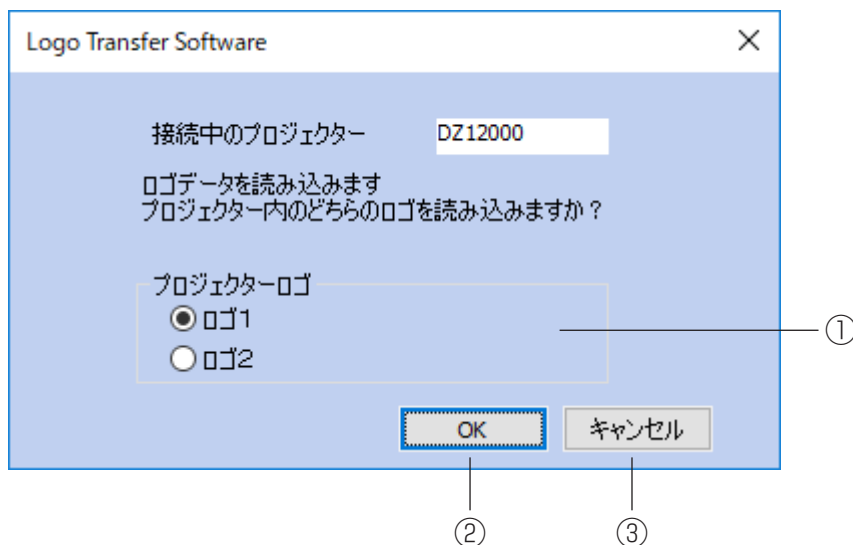 Logo Transfer Software
接続中のプロジェクター DZ12000
ロゴデータを読み込みます
プロジェクター内のどちらのロゴを読み込みますか？
プロジェクターロゴ
ロゴ1
①
ロゴ2
OK キャンセル
② ③